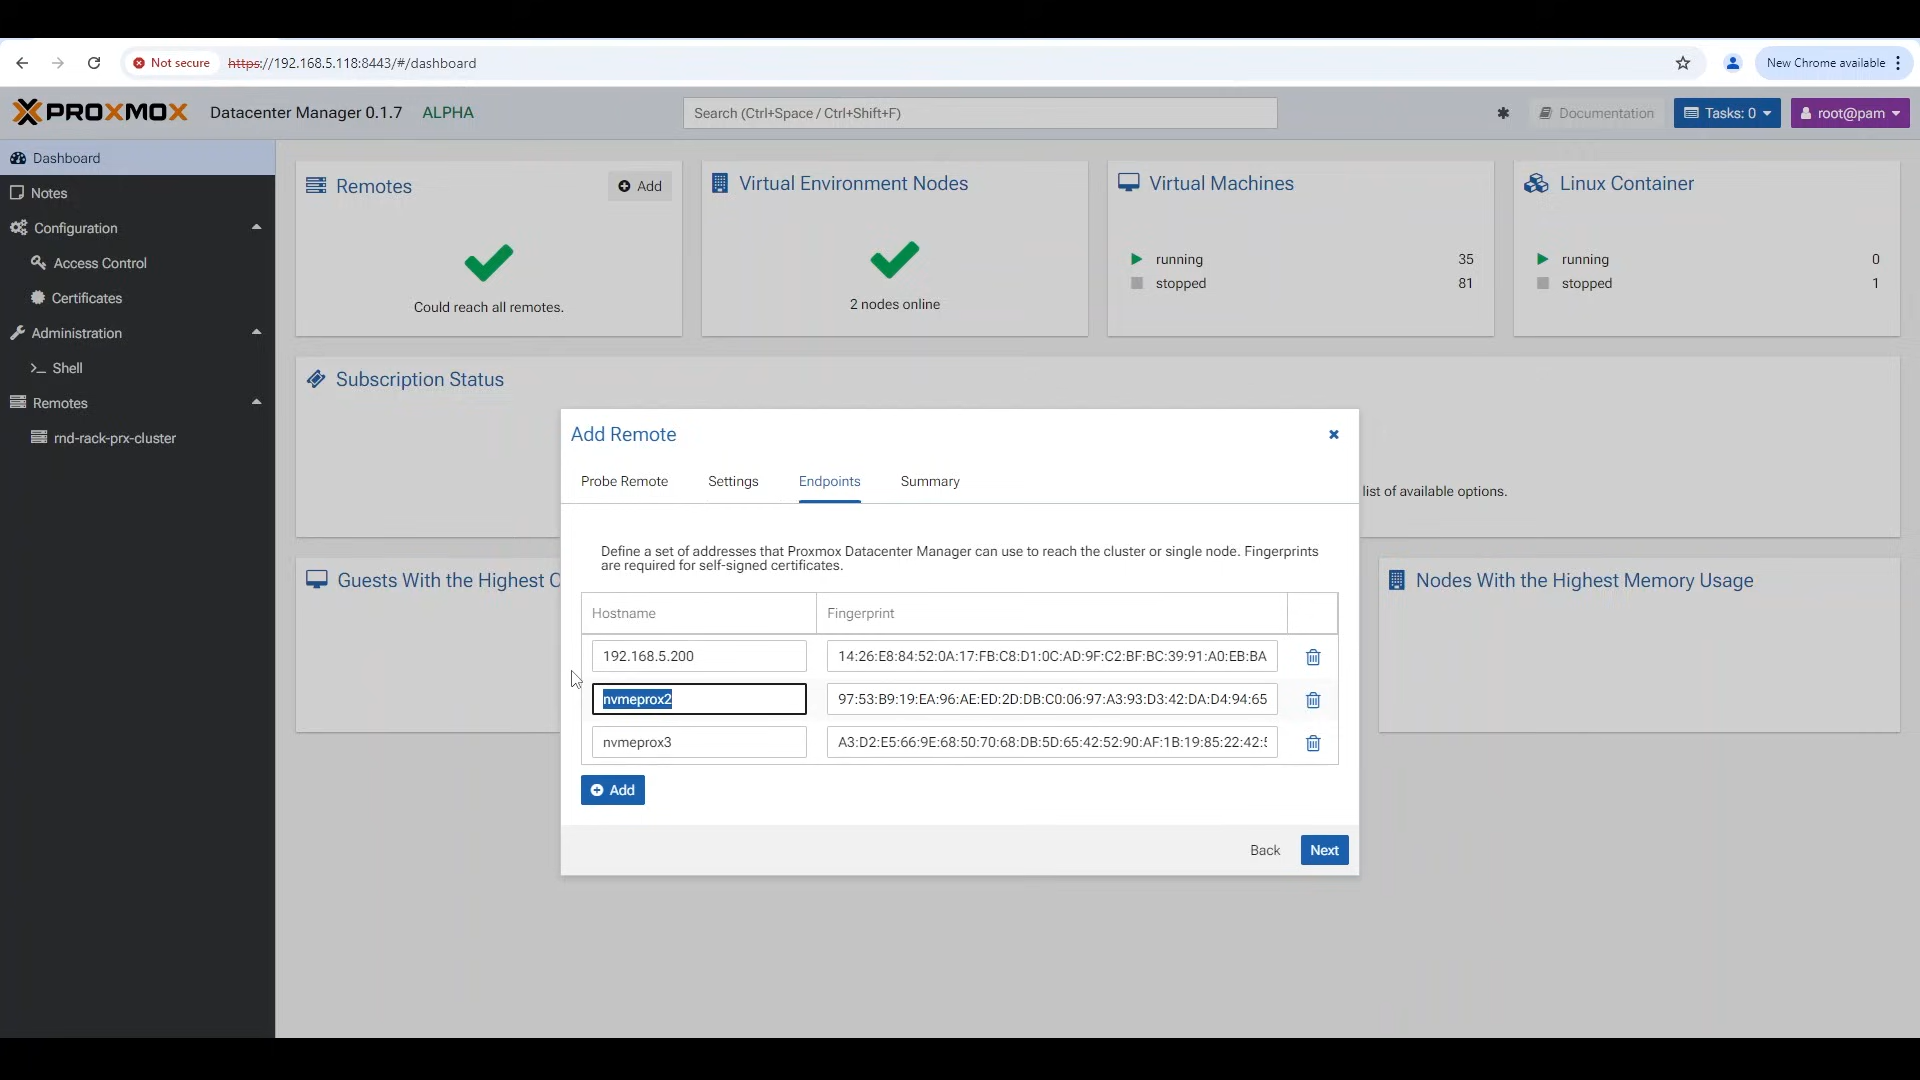 Not secure https://192.168.5.118:8443/#/dashboard New Chrome available
PROXMOX Datacenter Manager 0.1.7 ALPHA Search (Ctrl+Space / Ctrl+Shift+F) Documentation Tasks: 0 root@pam
Dashboard
Notes
Configuration
Access Control
Certificates
Administration
Shell
Remotes
rnd-rack-prx-cluster
Remotes Add
Could reach all remotes.
Virtual Environment Nodes
2 nodes online
Virtual Machines
running 35
stopped 81
Linux Container
running 0
stopped 1
Subscription Status
list of available options.
Guests With the Highest C
Nodes With the Highest Memory Usage
Add Remote
Probe Remote Settings Endpoints Summary
Define a set of addresses that Proxmox Datacenter Manager can use to reach the cluster or single node. Fingerprints
are required for self-signed certificates.
Hostname Fingerprint
192.168.5.200 14:26:E8:84:52:0A:17:FB:C8:D1:0C:AD:9F:C2:BF:BC:39:91:A0:EB:BA
nvmeprox2 97:53:B9:19:EA:96:AE:ED:2D:DB:C0:06:97:A3:93:D3:42:DA:D4:94:65
nvmeprox3 A3:D2:E5:66:9E:68:50:70:68:DB:5D:65:42:52:90:AF:1B:19:85:22:42:
Add
Back Next